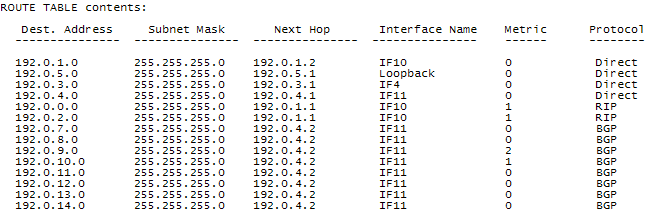 ROUTE TABLE contents:
Dest. Address Subnet Mask Next Hop Interface Name Metric Protocol
--------------- --------------- --------------- -------------- ------ --------
192.0.1.0 255.255.255.0 192.0.1.2 IF10 0 Direct
192.0.5.0 255.255.255.0 192.0.5.1 Loopback 0 Direct
192.0.3.0 255.255.255.0 192.0.3.1 IF4 0 Direct
192.0.4.0 255.255.255.0 192.0.4.1 IF11 0 Direct
192.0.0.0 255.255.255.0 192.0.1.1 IF10 1 RIP
192.0.2.0 255.255.255.0 192.0.1.1 IF10 1 RIP
192.0.7.0 255.255.255.0 192.0.4.2 IF11 0 BGP
192.0.8.0 255.255.255.0 192.0.4.2 IF11 0 BGP
192.0.9.0 255.255.255.0 192.0.4.2 IF11 2 BGP
192.0.10.0 255.255.255.0 192.0.4.2 IF11 1 BGP
192.0.11.0 255.255.255.0 192.0.4.2 IF11 0 BGP
192.0.12.0 255.255.255.0 192.0.4.2 IF11 0 BGP
192.0.13.0 255.255.255.0 192.0.4.2 IF11 0 BGP
192.0.14.0 255.255.255.0 192.0.4.2 IF11 0 BGP